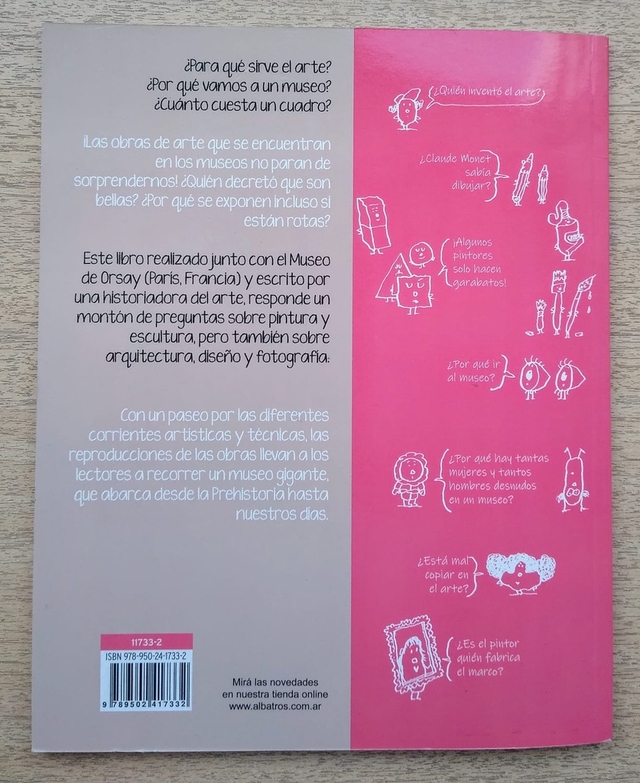 ¿Para qué sirve el arte?
¿Por qué vamos a un museo?
¿Cuánto cuesta un cuadro?
¡Las obras de arte que se encuentran
en los museos no paran de
sorprendernos! ¿Quién decretó que son
bellas? ¿Por qué se exponen incluso si
están rotas?
Este libro realizado junto con el Museo
de Orsay (París, Francia) y escrito por
una historiadora del arte, responde un
montón de preguntas sobre pintura y
escultura, pero también sobre
arquitectura, diseño y fotografía.
Con un paseo por las diferentes
corrientes artísticas y técnicas, las
reproducciones de las obras llevan a los
lectores a recorrer un museo gigante,
que abarca desde la Prehistoria hasta
nuestros días.
11733-2
ISBN 978-950-24-1733-2
9 789502 417332
Mirá las novedades
en nuestra tienda online
www.albatros.com.ar
¿Quién inventó el arte?
¿Claude Monet
sabía
dibujar?
¡Algunos
pintores
solo hacen
garabatos!
¿Por qué ir
al museo?
¿Por qué hay tantas
mujeres y tantos
hombres desnudos
en un museo?
¿Está mal
copiar en
el arte?
¿Es el pintor
quién fabrica
el marco?